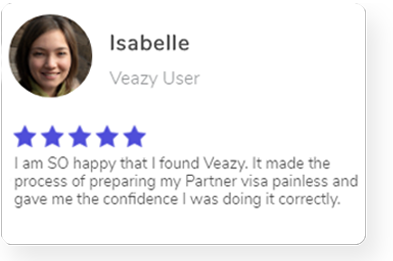 Isabelle
Veazy User
I am SO happy that I found Veazy. It made the
process of preparing my Partner visa painless and
gave me the confidence I was doing it correctly.